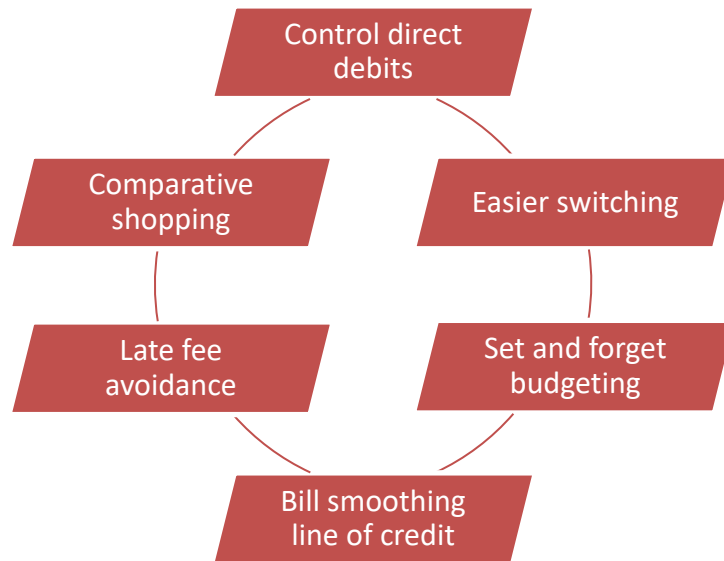 Control direct
debits
Easier switching
Set and forget
budgeting
Bill smoothing
line of credit
Late fee
avoidance
Comparative
shopping